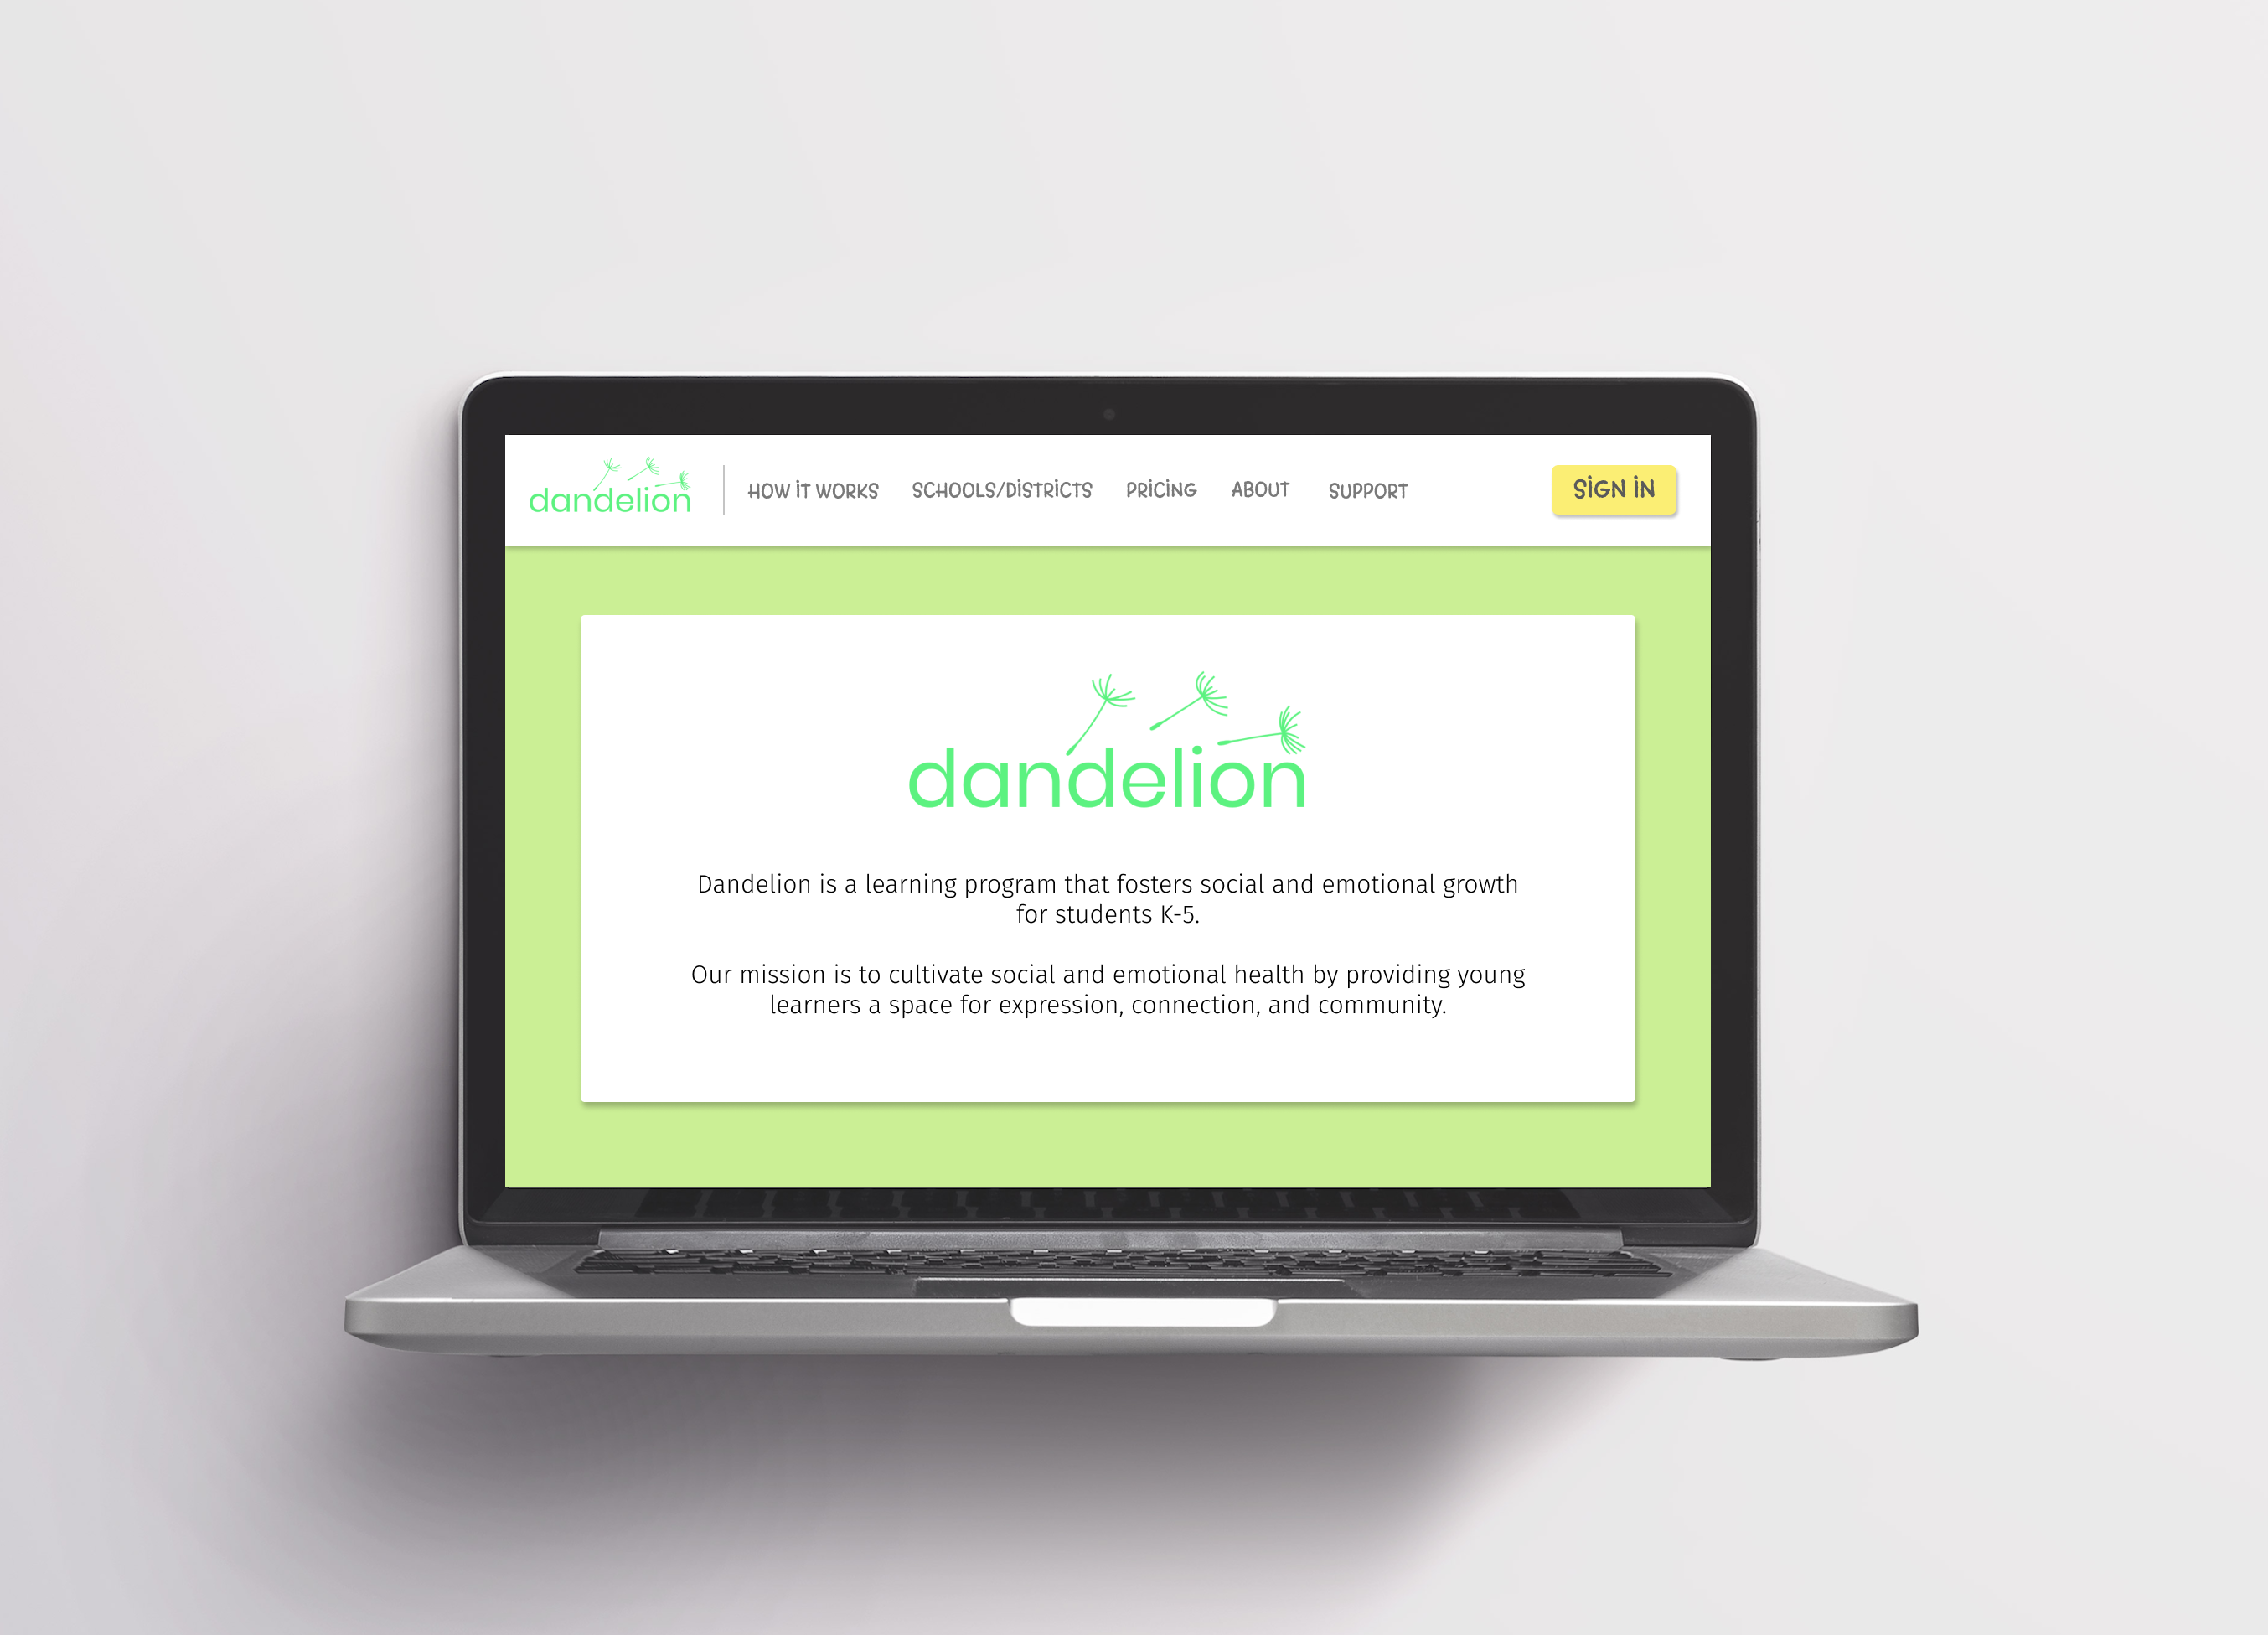 dandelion
HOW iT WORKS
SCHOOLS/DiSTRiCTS
PRiCiNG
ABOUT
SUPPORT
SiGN iN
dandelion
Dandelion is a learning program that fosters social and emotional growth
for students K-5.
Our mission is to cultivate social and emotional health by providing young
learners a space for expression, connection, and community.